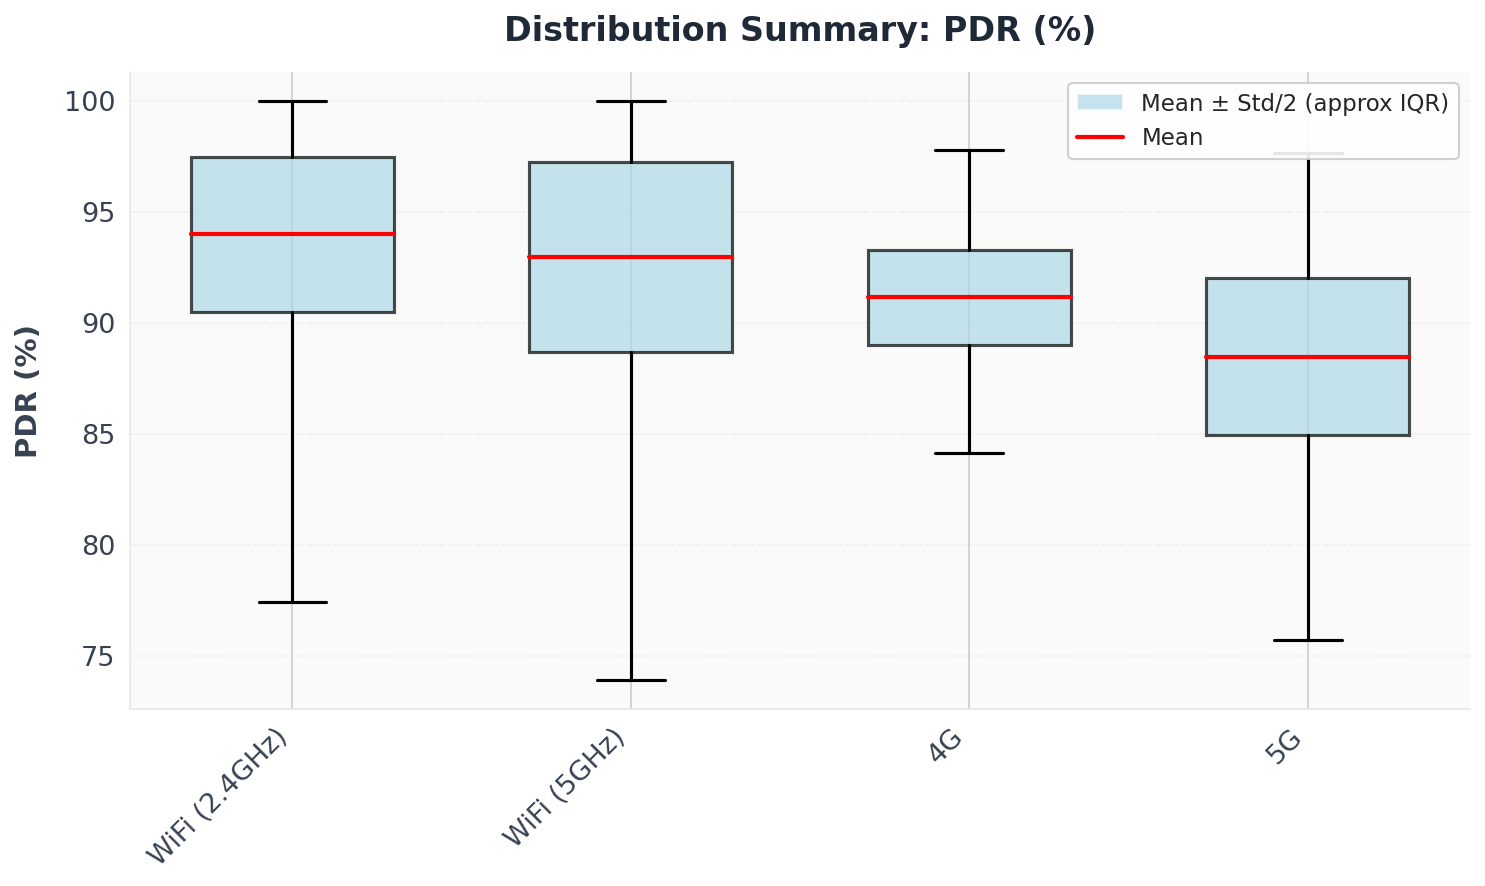 Distribution Summary: PDR (%)
Mean ± Std/2 (approx IQR)
Mean
PDR (%)
100
95
90
85
80
75
WiFi (2.4GHz)
WiFi (5GHz)
4G
5G